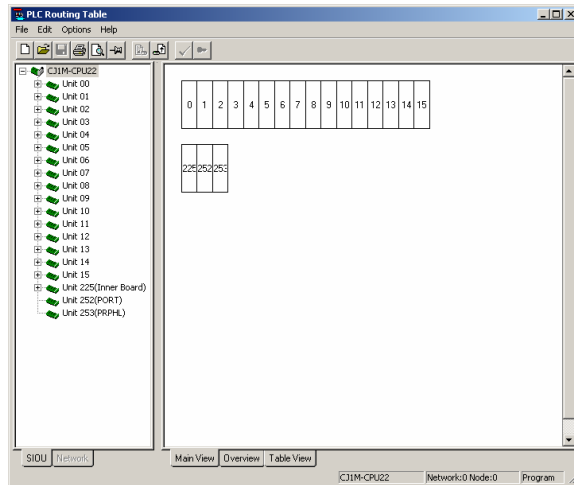 PLC Routing Table
File Edit Options Help
CJ1M-CPU22
Unit 00
Unit 01
Unit 02
Unit 03
Unit 04
Unit 05
Unit 06
Unit 07
Unit 08
Unit 09
Unit 10
Unit 11
Unit 12
Unit 13
Unit 14
Unit 15
Unit 225(Inner Board)
Unit 252(PORT)
Unit 253(PRPHL)
0 1 2 3 4 5 6 7 8 9 10 11 12 13 14 15
225 252 253
SIOU Network
Main View Overview Table View
CJ1M-CPU22 Network:0 Node:0 Program